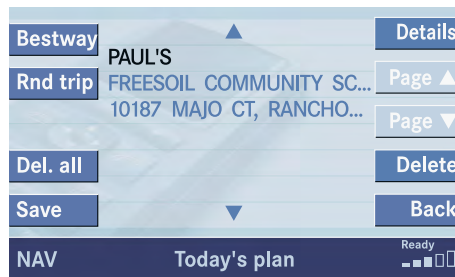 Bestway
Rnd trip
Del. all
Save
PAUL'S
FREESOIL COMMUNITY SC...
10187 MAJO CT, RANCHO...
Details
Page
Page
Delete
Back
NAV
Today's plan
Ready